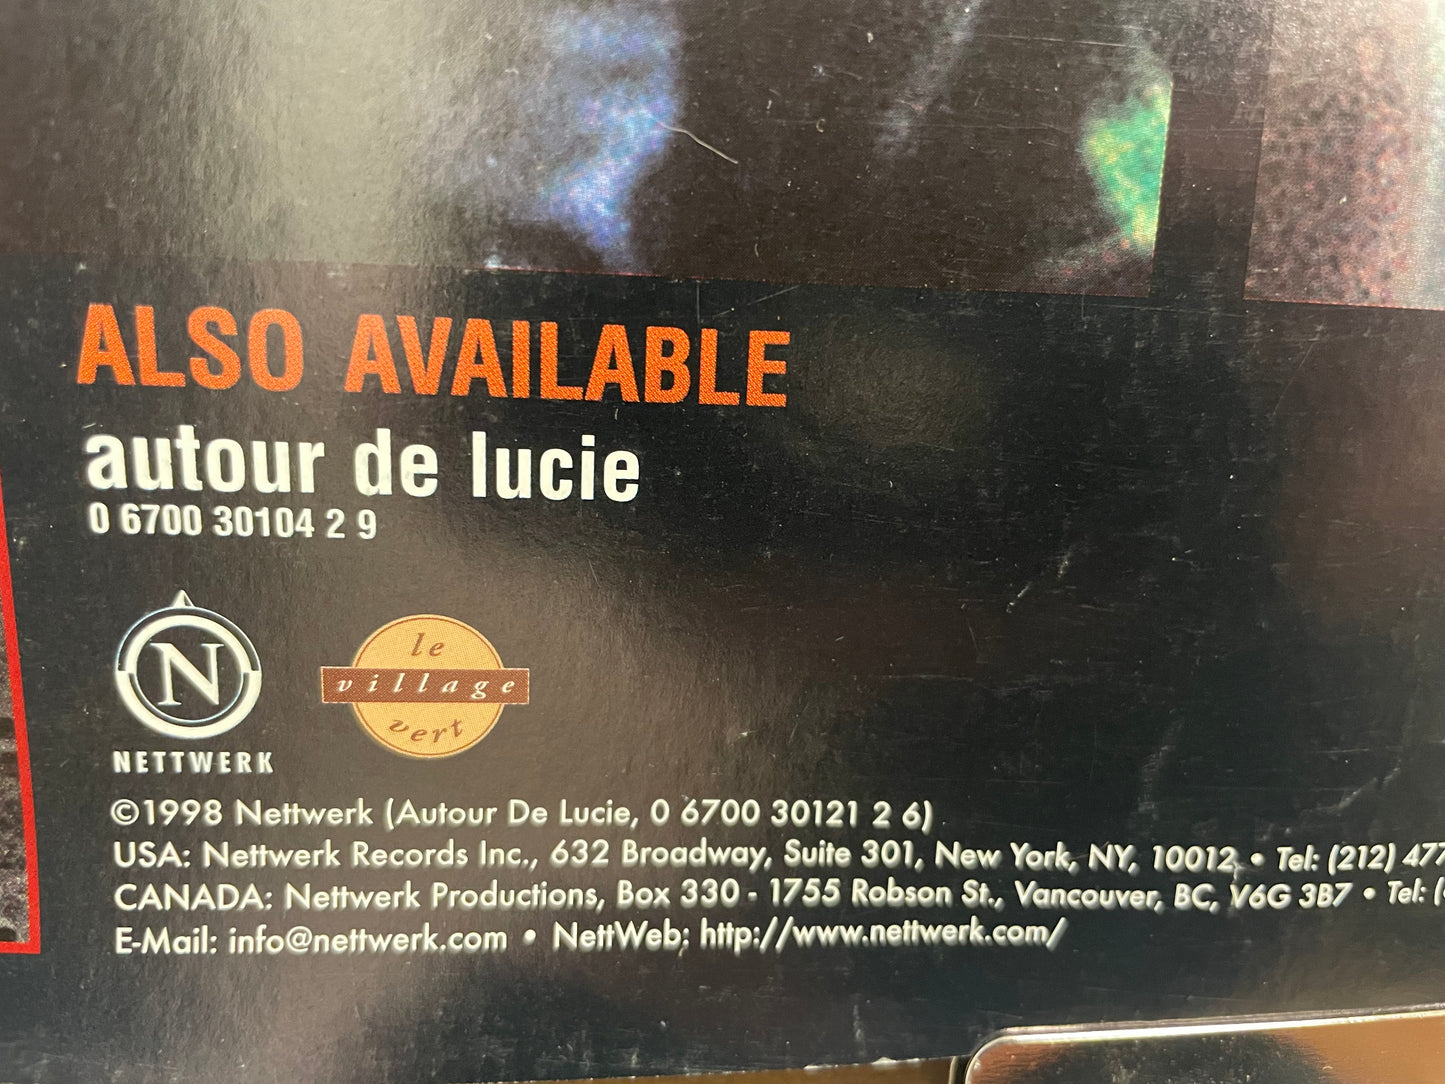 ALSO AVAILABLE
autour de lucie
0 6700 30104 2 9
N
NETTWERK
le
village
vert
©1998 Nettwerk (Autour De Lucie, 0 6700 30121 2 6)
USA: Nettwerk Records Inc., 632 Broadway, Suite 301, New York, NY, 10012 • Tel: (212) 477
CANADA: Nettwerk Productions, Box 330 - 1755 Robson St., Vancouver, BC, V6G 3B7 • Tel: (
E-Mail: info@nettwerk.com • NettWeb: http://www.nettwerk.com/